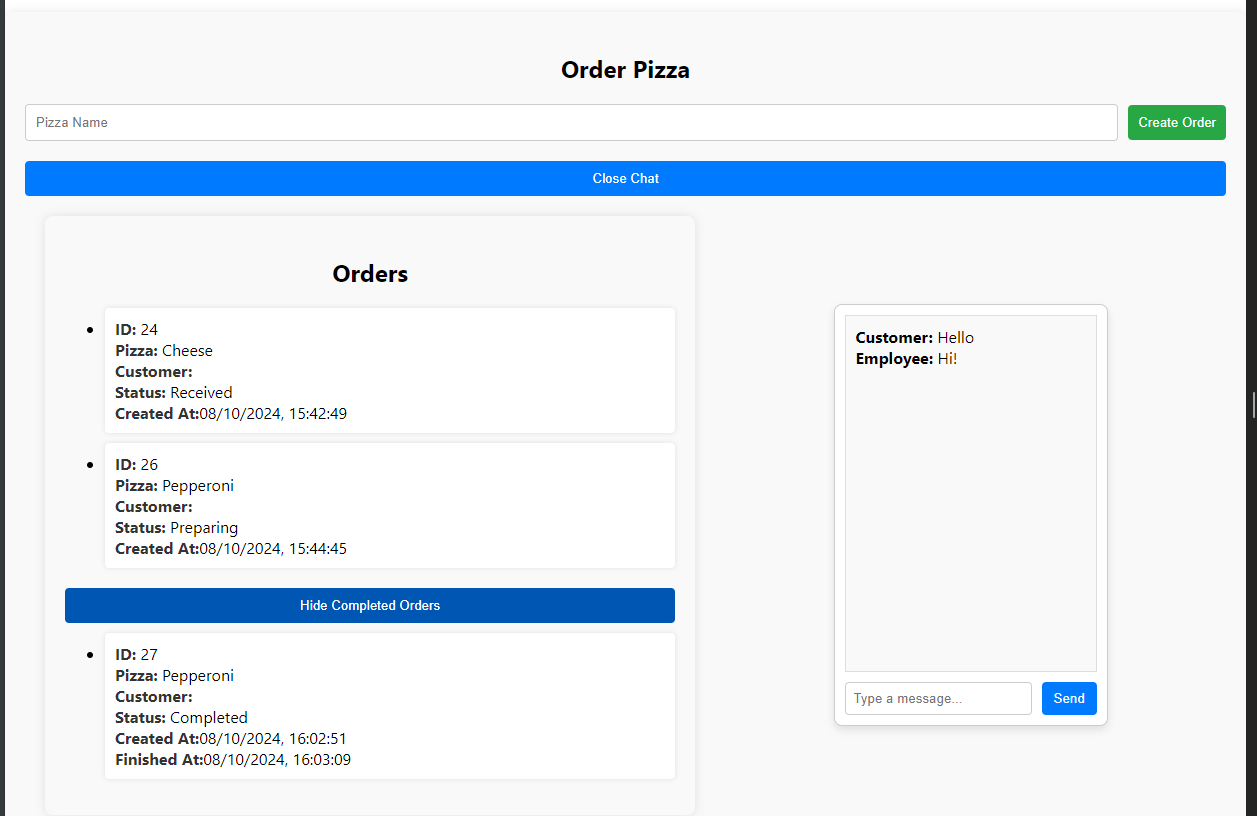 Order Pizza
Pizza Name
Create Order
Close Chat
Orders
ID: 24
Pizza: Cheese
Customer:
Status: Received
Created At:08/10/2024, 15:42:49
ID: 26
Pizza: Pepperoni
Customer:
Status: Preparing
Created At:08/10/2024, 15:44:45
Hide Completed Orders
ID: 27
Pizza: Pepperoni
Customer:
Status: Completed
Created At:08/10/2024, 16:02:51
Finished At:08/10/2024, 16:03:09
Customer: Hello
Employee: Hi!
Type a message...
Send